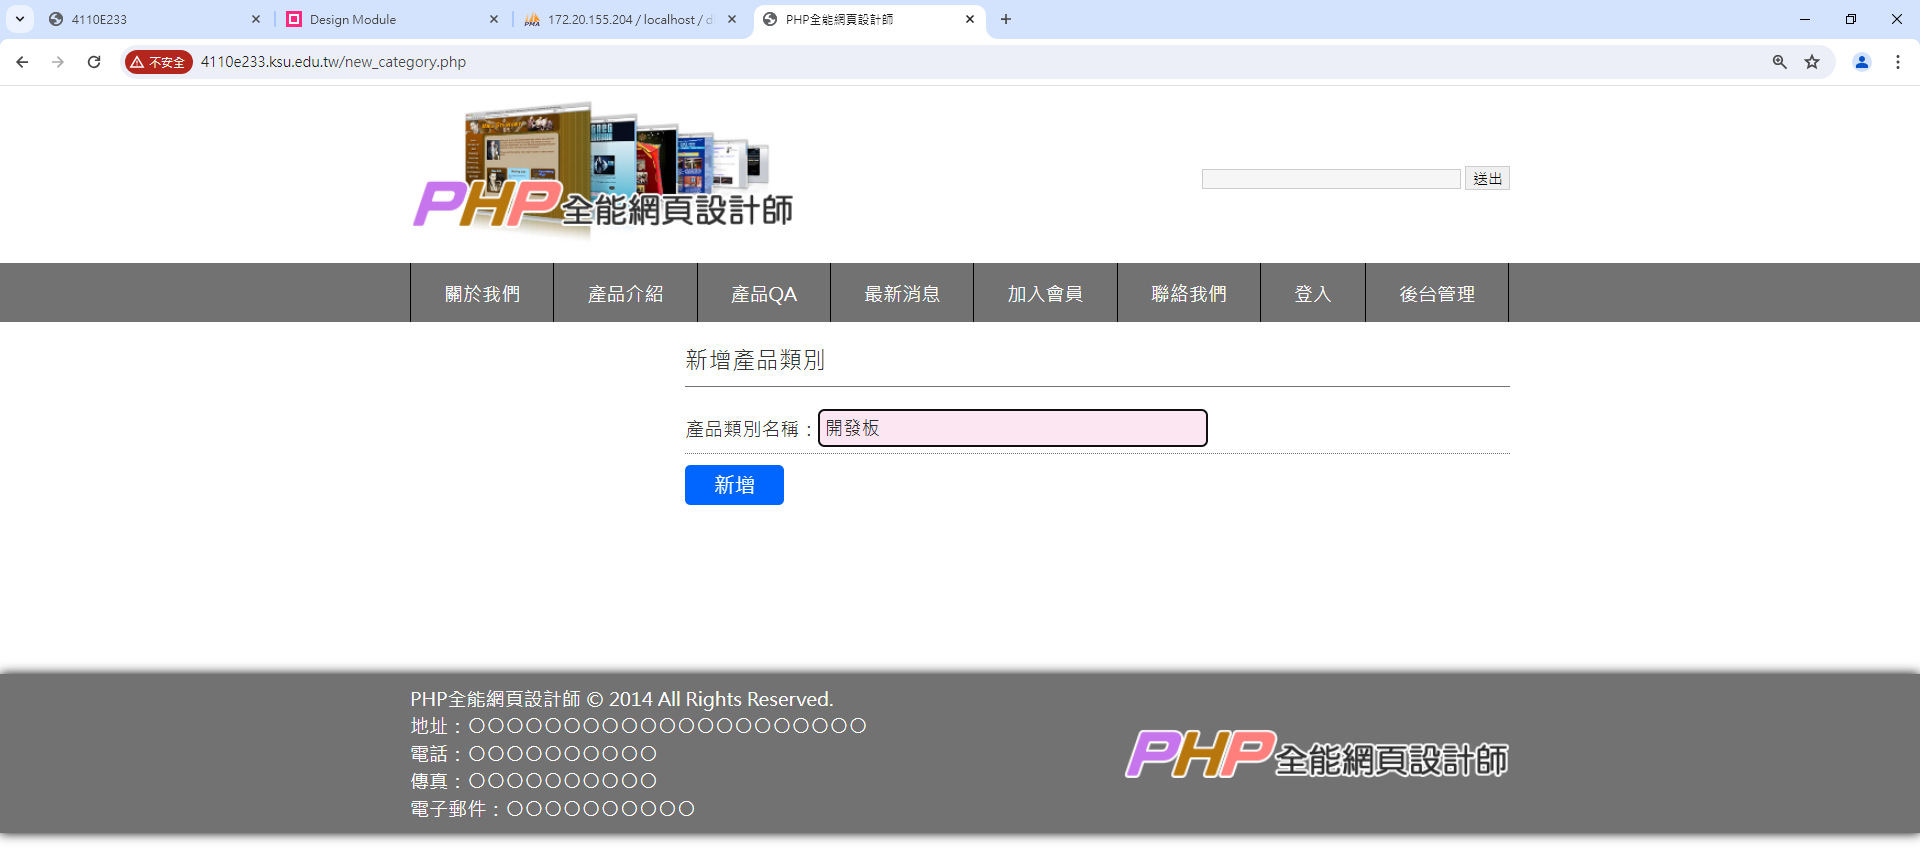 4110E233
Design Module
172.20.155.204 / localhost / d
PHP全能網頁設計師
不安全
4110e233.ksu.edu.tw/new_category.php
PHP全能網頁設計師
送出
關於我們
產品介紹
產品QA
最新消息
加入會員
聯絡我們
登入
後台管理
新增產品類別
產品類別名稱：開發板
新增
PHP全能網頁設計師 © 2014 All Rights Reserved.
地址：〇〇〇〇〇〇〇〇〇〇〇〇〇〇〇〇〇〇〇〇〇
電話：〇〇〇〇〇〇〇〇〇〇
傳真：〇〇〇〇〇〇〇〇〇〇
電子郵件：〇〇〇〇〇〇〇〇〇〇
PHP全能網頁設計師